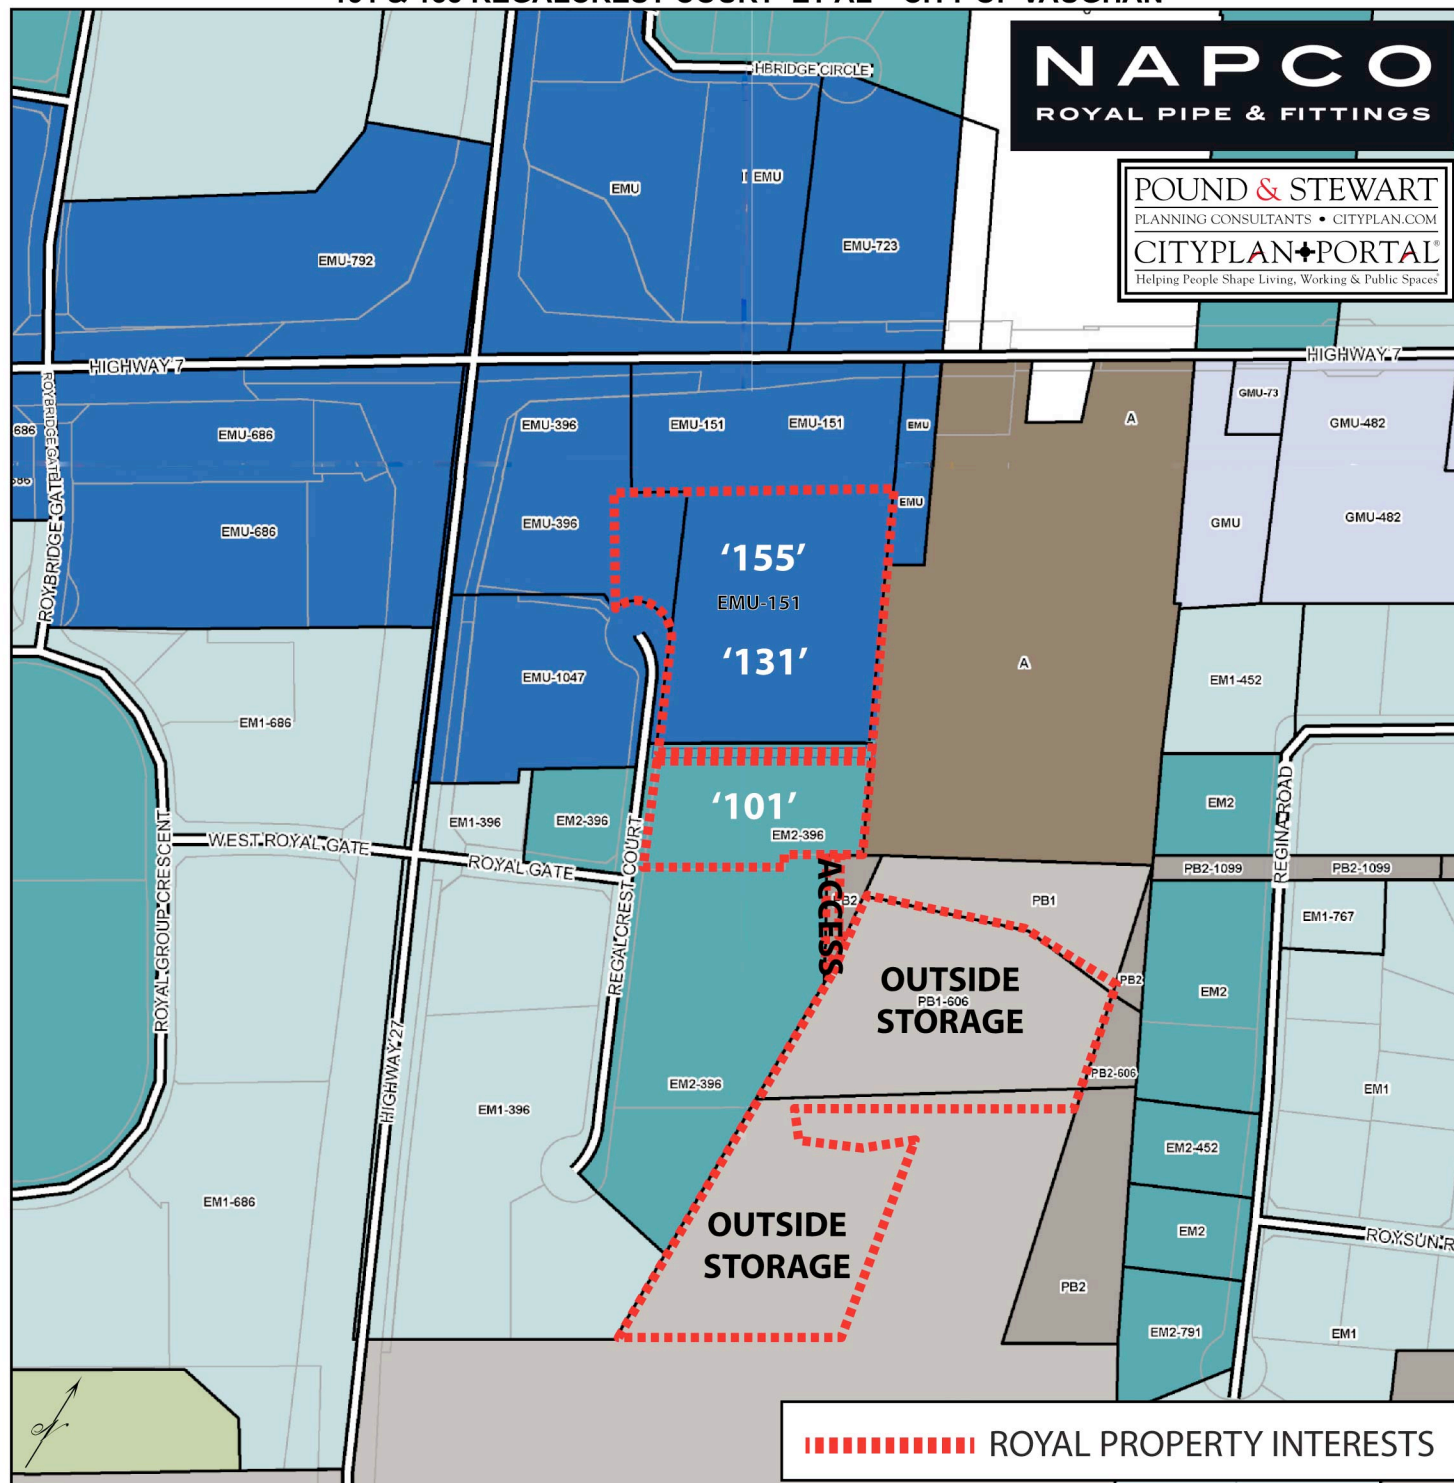 HBRIDGE CIRCLE
NAPCO
ROYAL PIPE & FITTINGS
POUND & STEWART
PLANNING CONSULTANTS • CITYPLAN.COM
CITYPLAN PORTAL®
Helping People Shape Living, Working & Public Spaces
EMU
EMU
EMU-723
EMU-792
HIGHWAY 7
HIGHWAY 7
ROYBRIDGE GATE
ROYBRIDGE GATE
686
EMU-686
EMU-396
EMU-151
EMU-151
EMU
A
GMU-73
GMU-482
EMU-686
EMU-396
EMU
GMU
GMU-482
'155'
EMU-151
'131'
EMU-1047
A
EM1-452
EM1-686
'101'
EM2-396
EM1-396
EM2-396
EM2
REGINA ROAD
WEST ROYAL GATE
ROYAL GATE
ROYAL GROUP CRESCENT
REGALCREST COURT
ACCESS
PB2
PB1
PB2-1099
PB2-1099
EM1-767
OUTSIDE
PB1-606
STORAGE
PB2
EM2
HIGHWAY 27
EM2-396
PB2-606
EM1
EM1-396
EM2-452
EM1-686
OUTSIDE
STORAGE
EM2
ROYSUN R
PB2
EM2-791
EM1
ROYAL PROPERTY INTERESTS